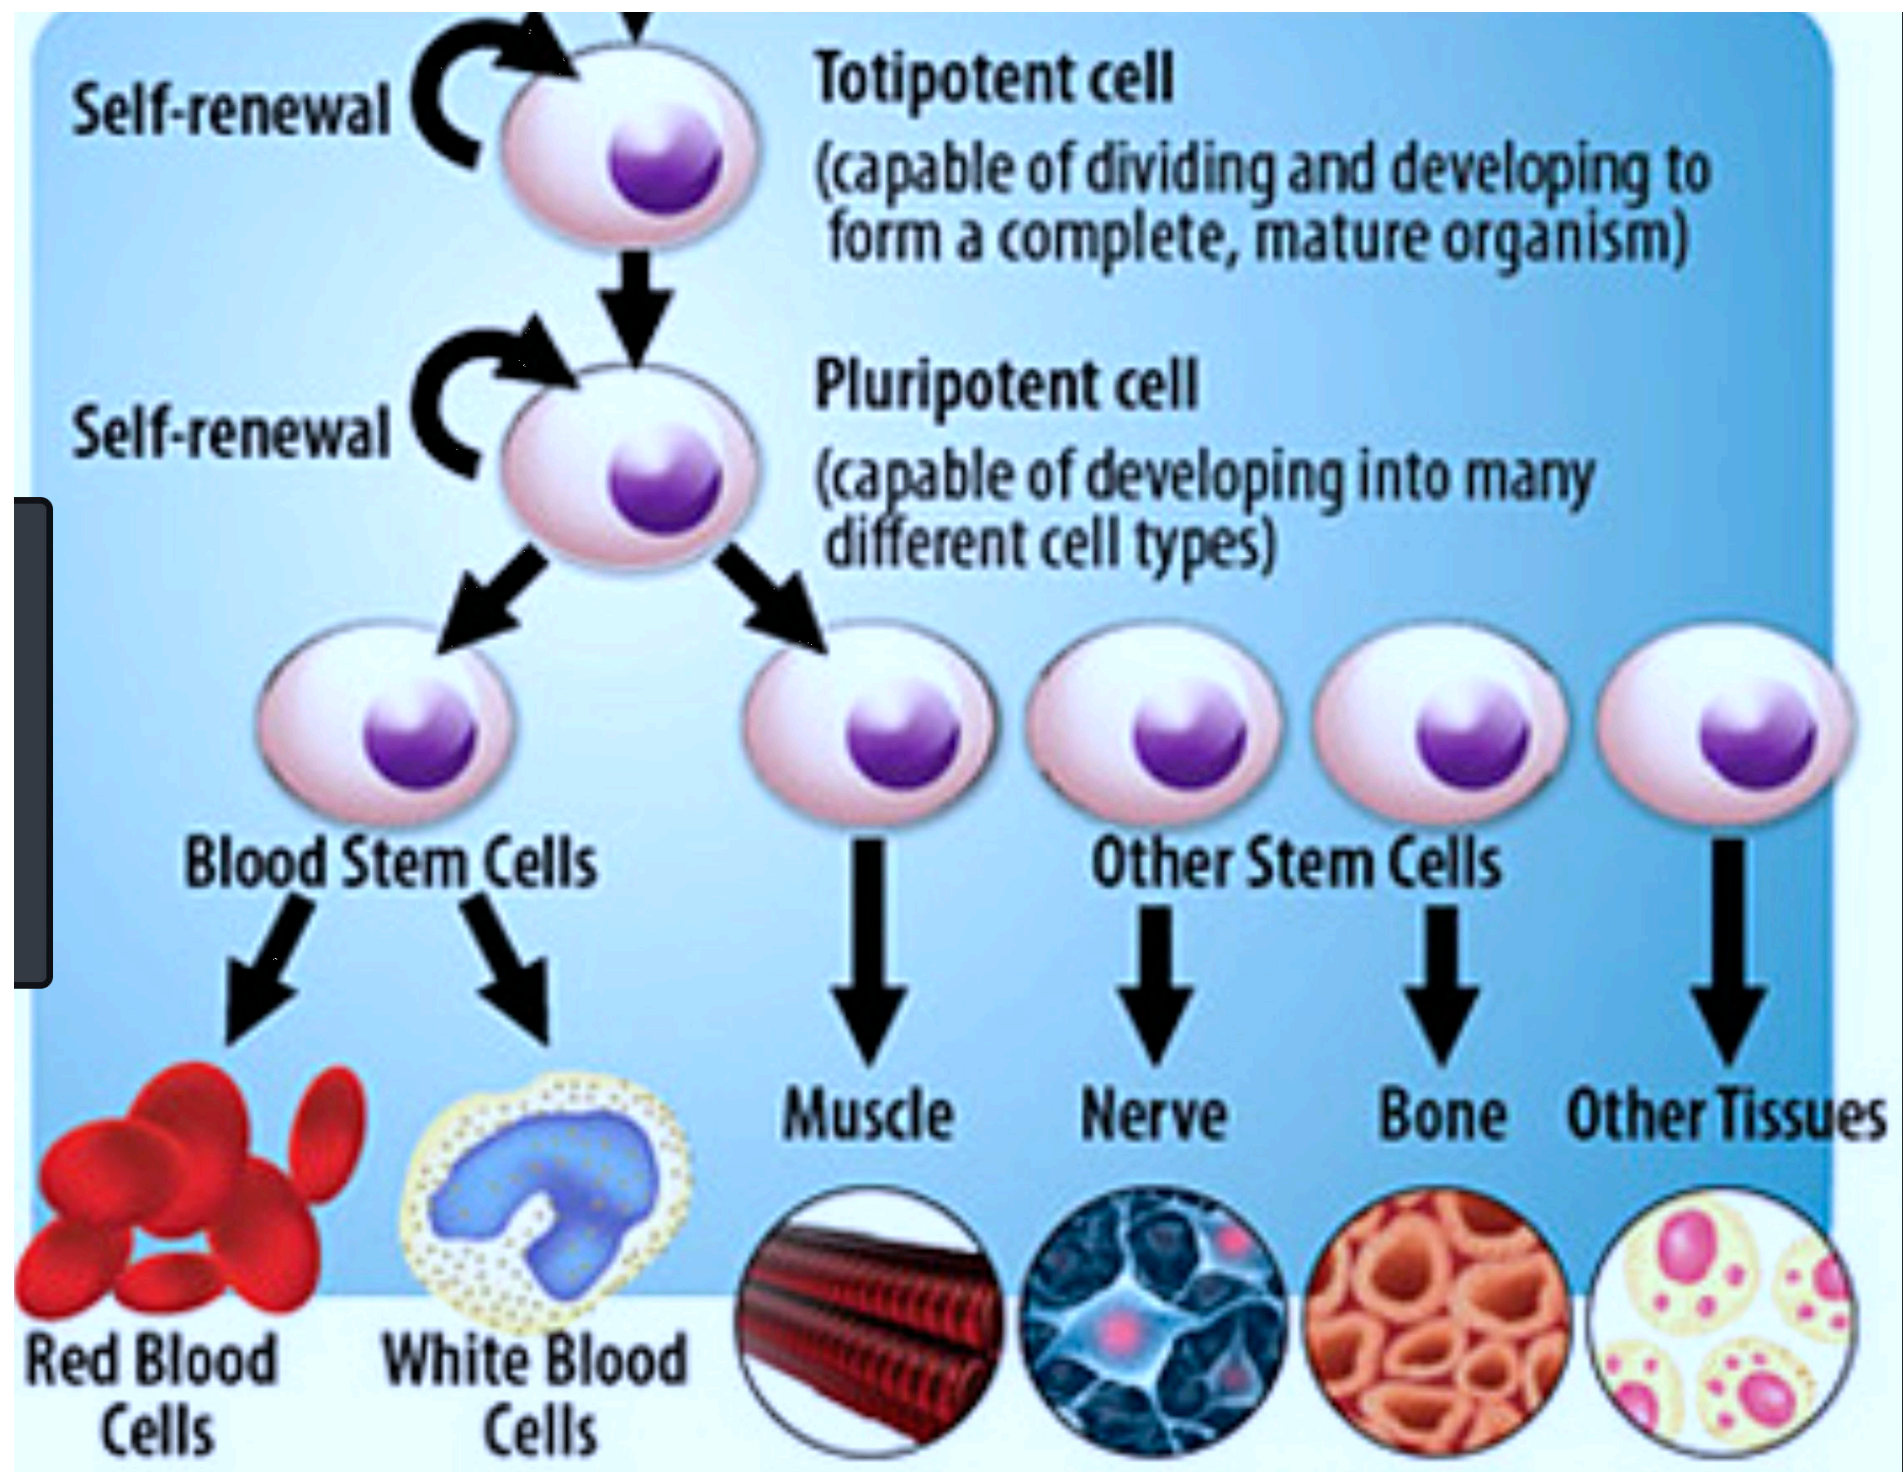 Self-renewal
Totipotent cell
(capable of dividing and developing to
form a complete, mature organism)
Self-renewal
Pluripotent cell
(capable of developing into many
different cell types)
Blood Stem Cells
Other Stem Cells
Muscle
Nerve
Bone
Other Tissues
Red Blood
Cells
White Blood
Cells